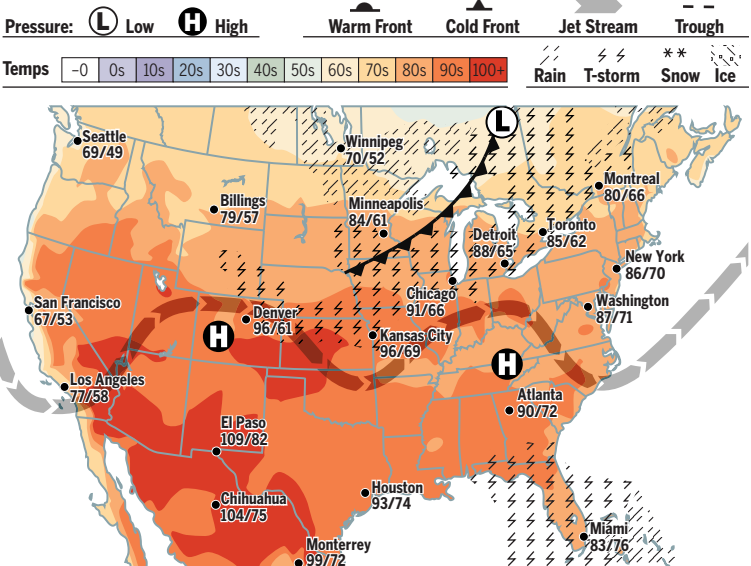 Pressure: L Low H High Warm Front Cold Front Jet Stream Trough
Temps -0 0s 10s 20s 30s 40s 50s 60s 70s 80s 90s 100+
Rain T-storm Snow Ice
L
Seattle
69/49
Winnipeg
70/52
Montreal
80/66
Billings
79/57
Minneapolis
84/61
Toronto
85/62
Detroit
88/65
New York
86/70
Chicago
91/66
San Francisco
67/53
Washington
87/71
Denver
96/61
H
Kansas City
96/69
H
Los Angeles
77/58
Atlanta
90/72
El Paso
109/82
Houston
93/74
Chihuahua
104/75
Miami
83/76
Monterrey
99/72